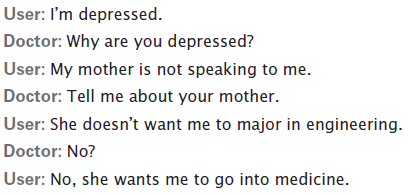 User: I’m depressed.
Doctor: Why are you depressed?
User: My mother is not speaking to me.
Doctor: Tell me about your mother.
User: She doesn’t want me to major in engineering.
Doctor: No?
User: No, she wants me to go into medicine.